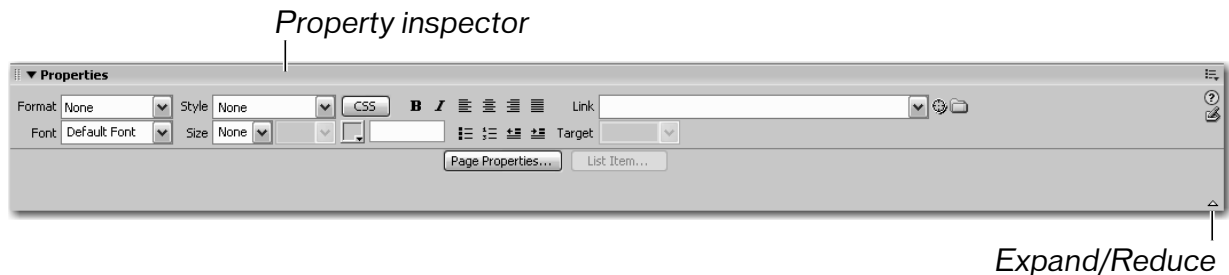 Property inspector
Properties
Format None Style None CSS B I Link
Font Default Font Size None Target
Page Properties... List Item...
Expand/Reduce